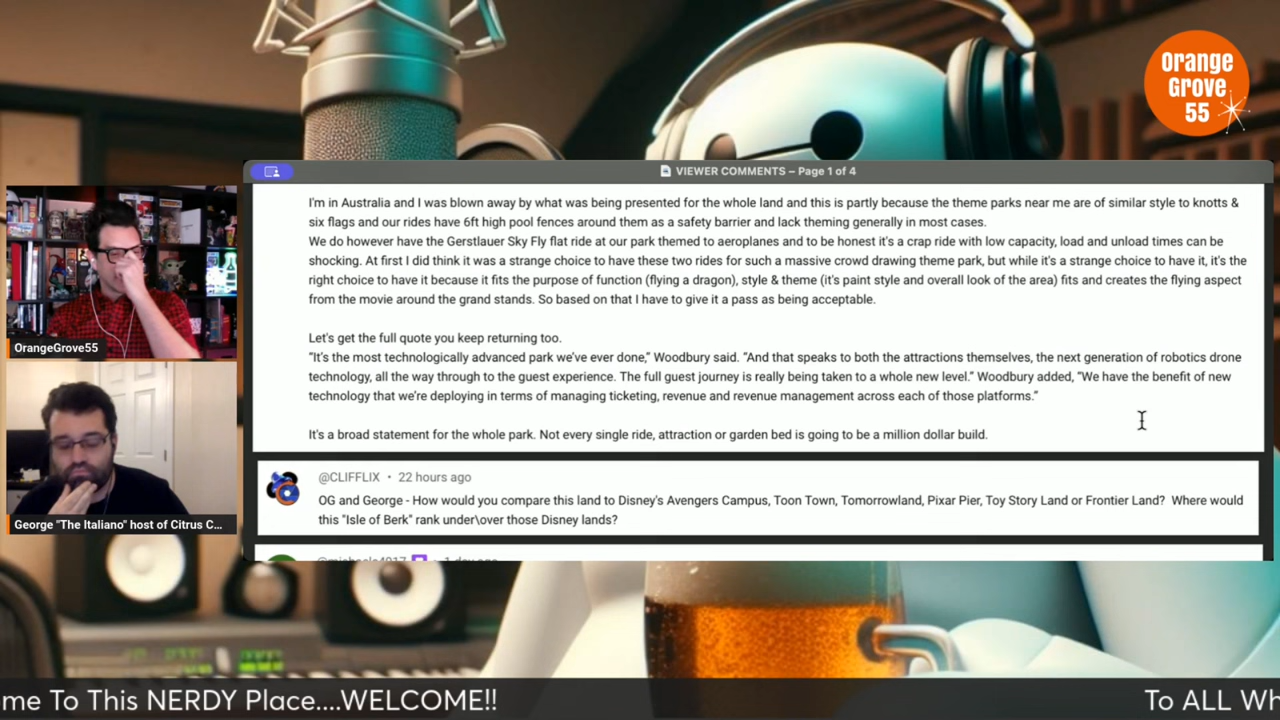 Orange
Grove
55
VIEWER COMMENTS – Page 1 of 4
I'm in Australia and I was blown away by what was being presented for the whole land and this is partly because the theme parks near me are of similar style to knotts &
six flags and our rides have 6ft high pool fences around them as a safety barrier and lack theming generally in most cases.
We do however have the Gerstlauer Sky Fly flat ride at our park themed to aeroplanes and to be honest it's a crap ride with low capacity, load and unload times can be
shocking. At first I did think it was a strange choice to have these two rides for such a massive crowd drawing theme park, but while it's a strange choice to have it, it's the
right choice to have it because it fits the purpose of function (flying a dragon), style & theme (it's paint style and overall look of the area) fits and creates the flying aspect
from the movie around the grand stands. So based on that I have to give it a pass as being acceptable.
Let's get the full quote you keep returning too.
“It’s the most technologically advanced park we’ve ever done,” Woodbury said. “And that speaks to both the attractions themselves, the next generation of robotics drone
technology, all the way through to the guest experience. The full guest journey is really being taken to a whole new level.” Woodbury added, “We have the benefit of new
technology that we’re deploying in terms of managing ticketing, revenue and revenue management across each of those platforms.”
It's a broad statement for the whole park. Not every single ride, attraction or garden bed is going to be a million dollar build.
@CLIFFLIX • 22 hours ago
OG and George - How would you compare this land to Disney's Avengers Campus, Toon Town, Tomorrowland, Pixar Pier, Toy Story Land or Frontier Land? Where would
this "Isle of Berk" rank under\over those Disney lands?
OrangeGrove55
George "The Italiano" host of Citrus C...
me To This NERDY Place....WELCOME!!
To ALL Wh